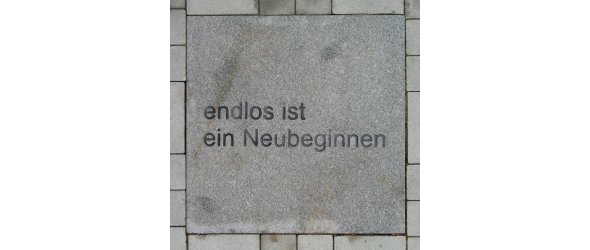 endlos ist
ein Neubeginnen